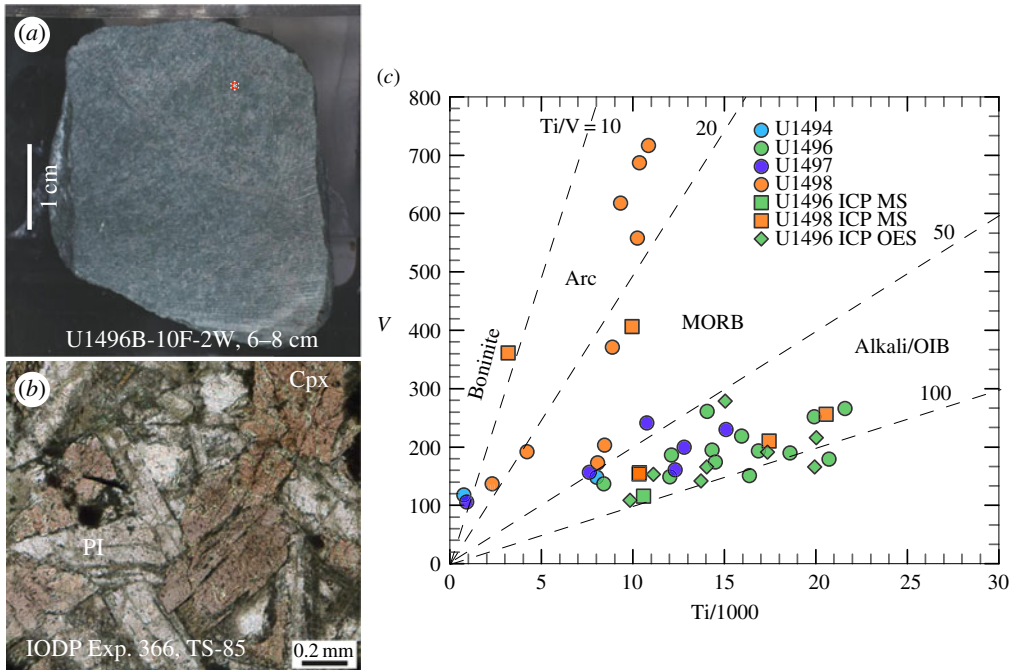 (a)
1 cm
U1496B-10F-2W, 6–8 cm
(b)
Cpx
PI
IODP Exp. 366, TS-85
0.2 mm
(c)
800
700
600
500
400
300
200
100
0
V
0
5
10
15
20
25
30
Ti/1000
Ti/V = 10
20
50
100
Boninite
Arc
MORB
Alkali/OIB
U1494
U1496
U1497
U1498
U1496 ICP MS
U1498 ICP MS
U1496 ICP OES